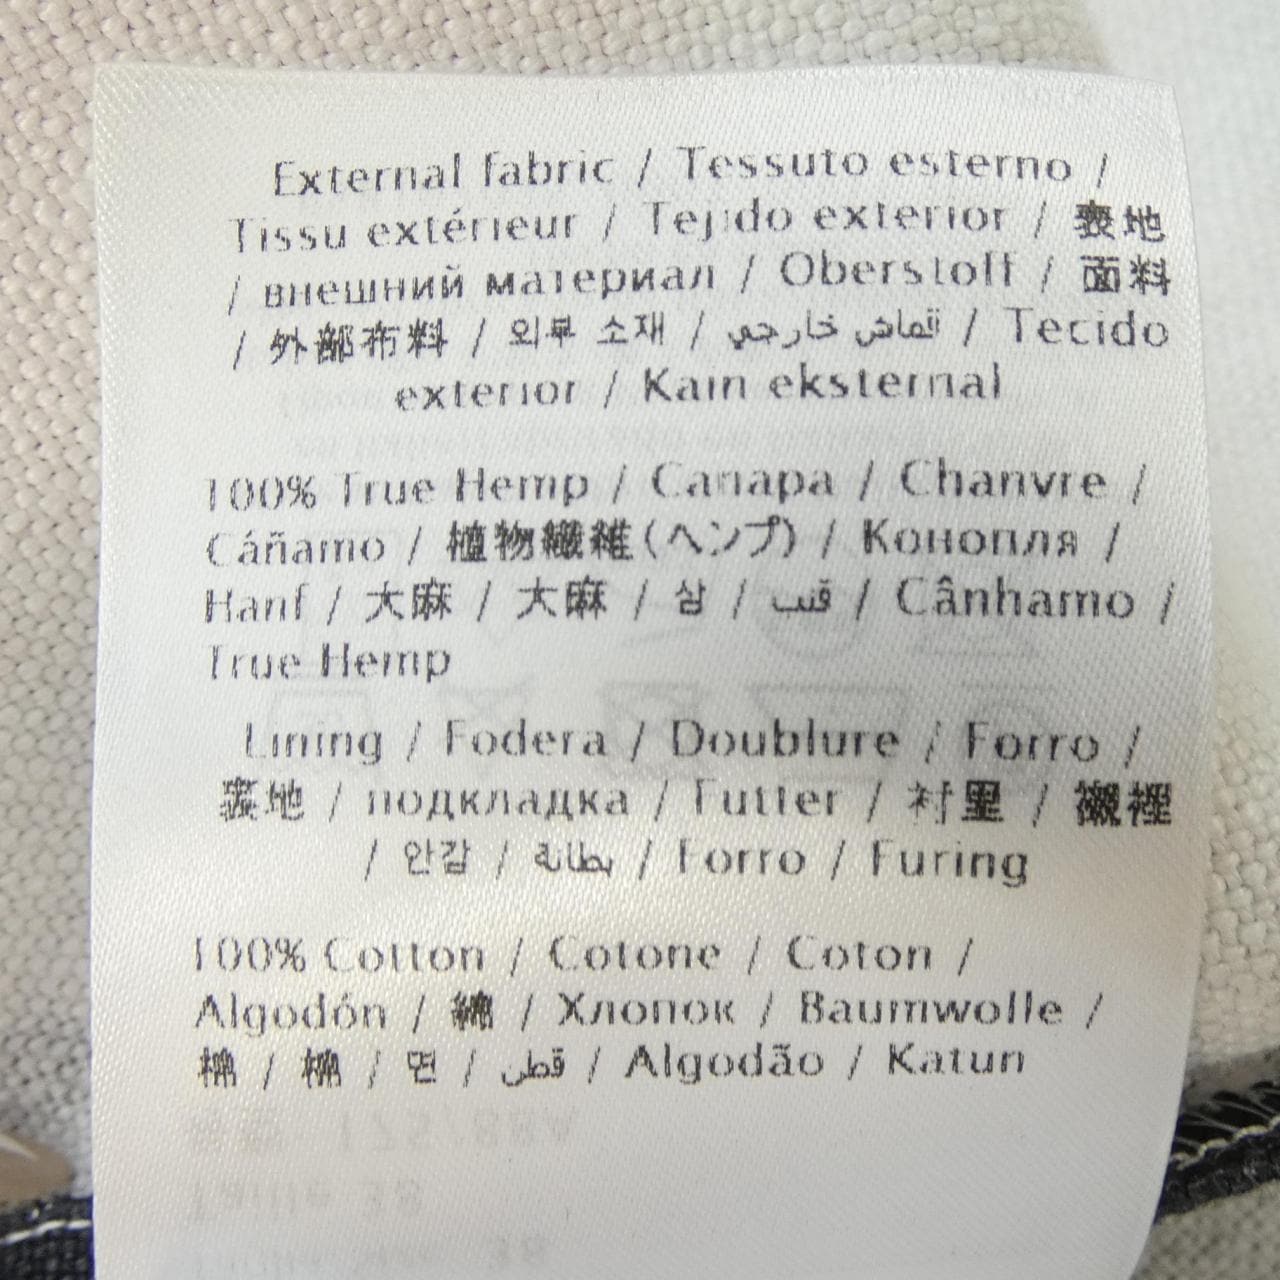 External fabric / Tessuto esterno /
Tissu extérieur / Tejido exterior / 表地
/ внешний материал / Oberstoff / 面料
/ 外部布料 / 외부 소재 / القماش خارجي / Tecido
exterior / Kain eksternal
100% True Hemp / Canapa / Chanvre /
Cáñamo / 植物繊維(ヘンプ) / Конопля /
Hanf / 大麻 / 大麻 / 삼 / قنب / Cânhamo /
True Hemp
Lining / Fodera / Doublure / Forro /
裏地 / подкладка / Futter / 衬里 / 襯裡
/ 안감 / بطانة / Forro / Furing
100% Cotton / Cotone / Coton /
Algodón / 綿 / Хлопок / Baumwolle /
棉 / 棉 / 면 / قطن / Algodão / Katun